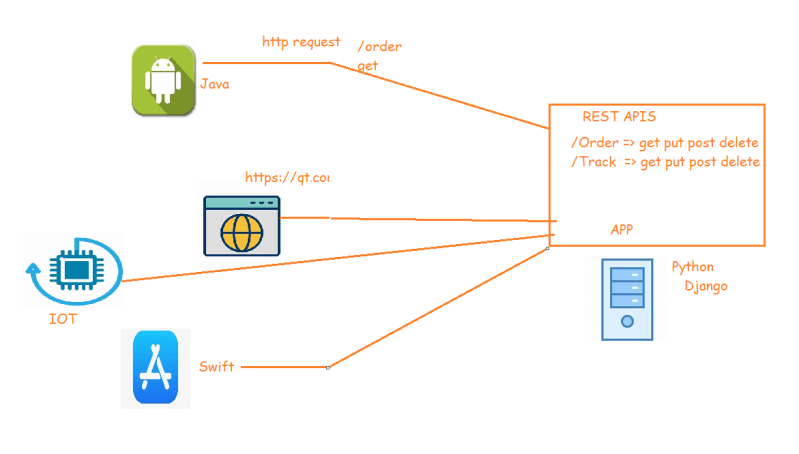 http request
/order
get
Java
REST APIS
/Order => get put post delete
/Track => get put post delete
https://qt.cor
APP
Python
Django
IOT
Swift